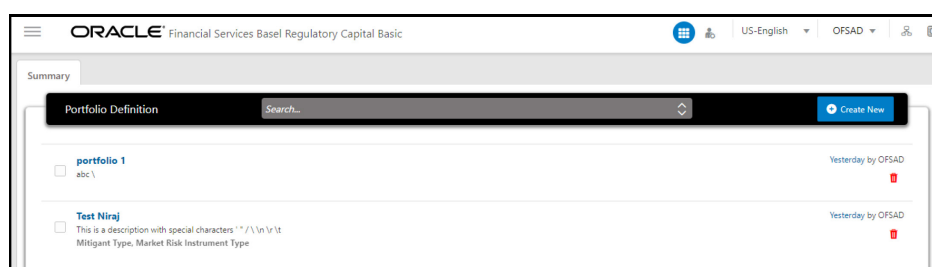 ORACLE' Financial Services Basel Regulatory Capital Basic
US-English
OFSAD
Summary
Portfolio Definition
Search...
Create New
portfolio 1
Yesterday by OFSAD
abc \
Test Niraj
Yesterday by OFSAD
This is a description with special characters ' " / \ \n \r \t
Mitigant Type, Market Risk Instrument Type